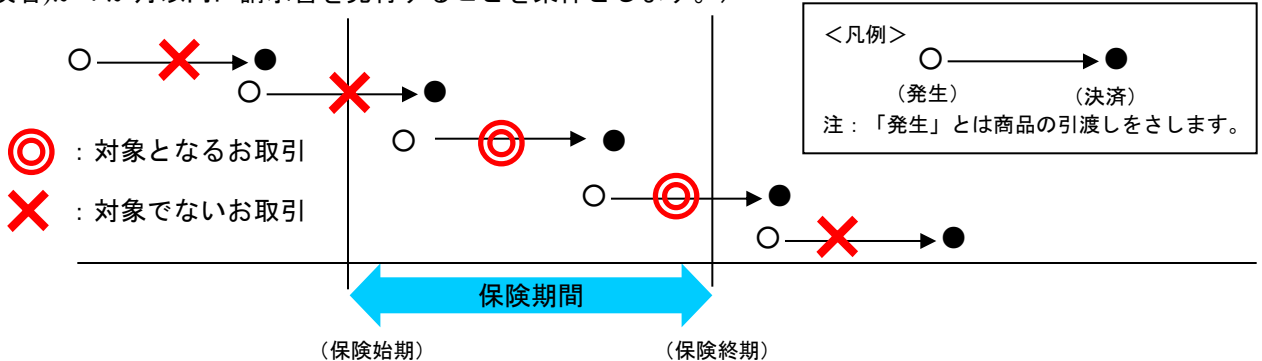 ＜凡例＞
（発生）
（決済）
注：「発生」とは商品の引渡しをさします。
：対象となるお取引
：対象でないお取引
保険期間
（保険始期）
（保険終期）